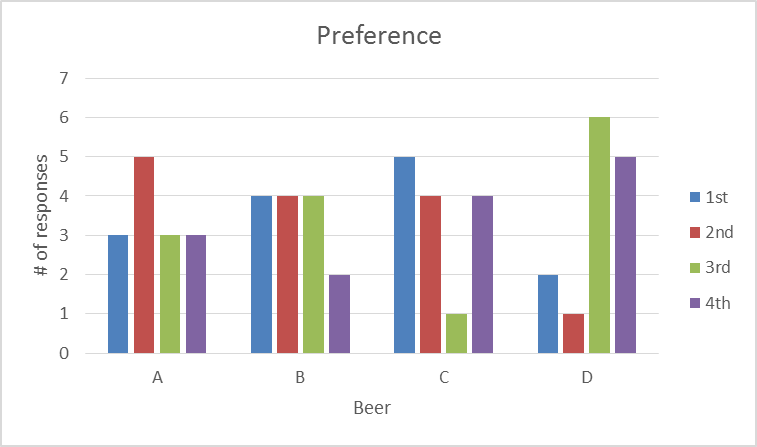 Preference
7
6
5
4
3
2
1
0
# of responses
A B C D
Beer
1st
2nd
3rd
4th